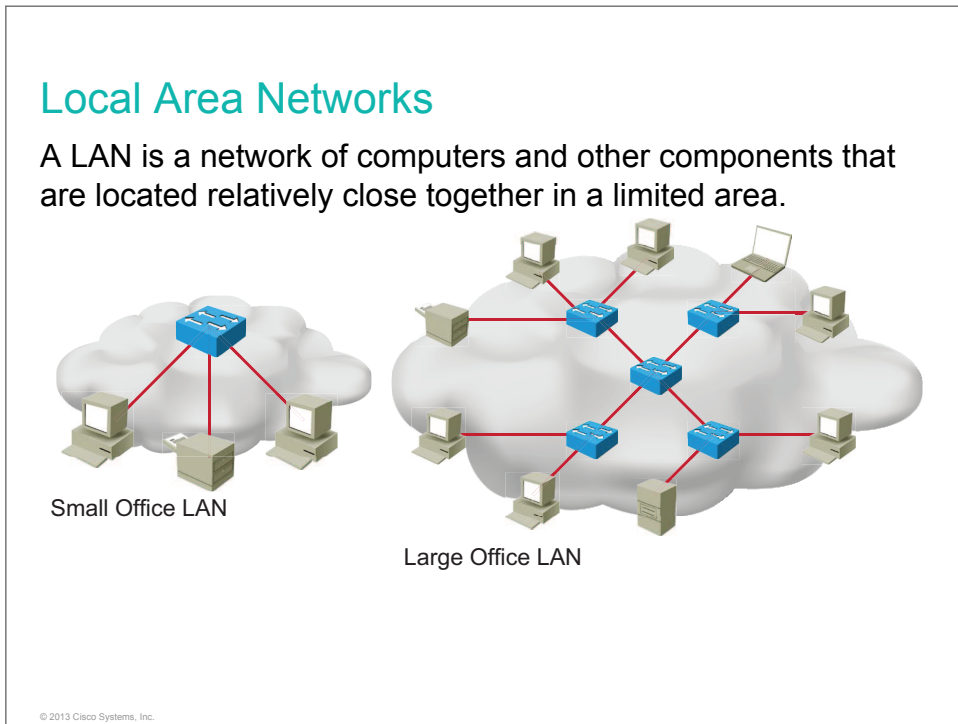 Local Area Networks
A LAN is a network of computers and other components that
are located relatively close together in a limited area.
Small Office LAN
Large Office LAN
© 2013 Cisco Systems, Inc.